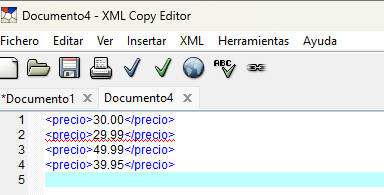 Documento4 - XML Copy Editor
Fichero Editar Ver Insertar XML Herramientas Ayuda
ABC
*Documento1 Documento4
1 <precio>30.00</precio>
2 <precio>29.99</precio>
3 <precio>49.99</precio>
4 <precio>39.95</precio>
5